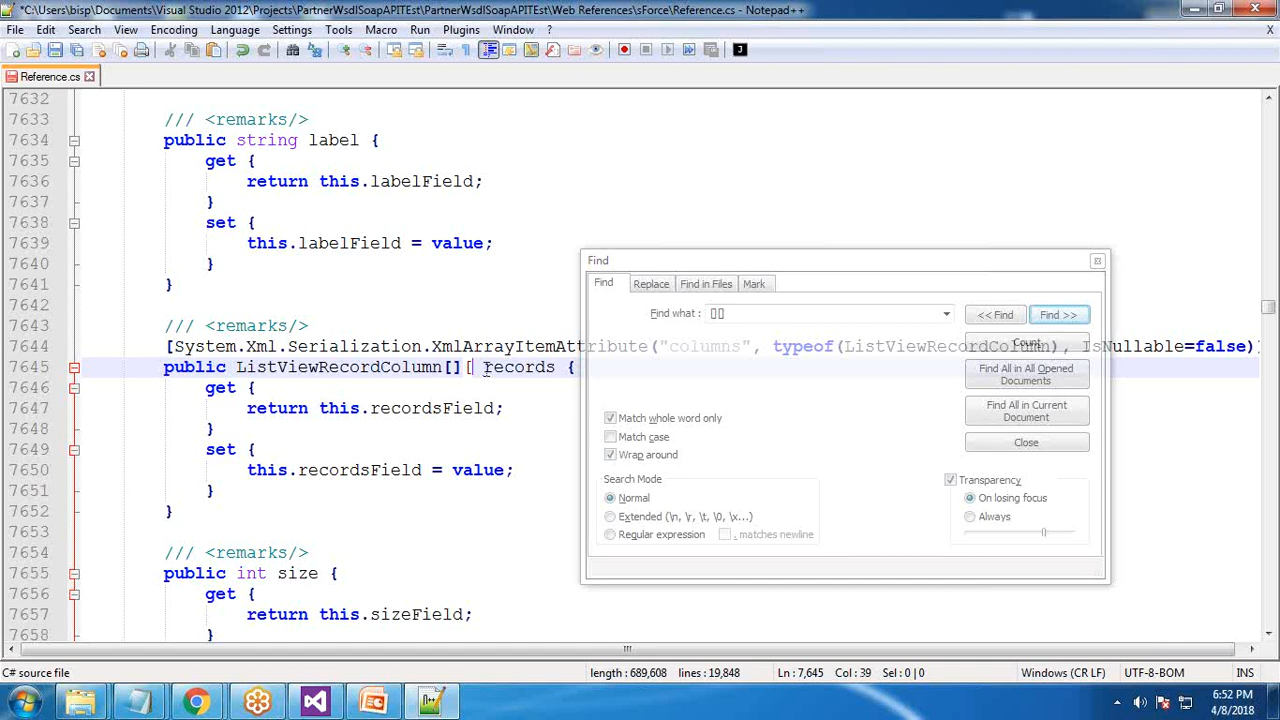 *C:\Users\bisp\Documents\Visual Studio 2012\Projects\PartnerWsdlSoapAPITEst\PartnerWsdlSoapAPITEst\Web References\sForce\Reference.cs - Notepad++
File Edit Search View Encoding Language Settings Tools Macro Run Plugins Window ? X
Reference.cs
7632
7633 /// <remarks/>
7634 public string label {
7635 get {
7636 return this.labelField;
7637 }
7638 set {
7639 this.labelField = value;
7640 }
7641 }
7642
7643 /// <remarks/>
7644 [System.Xml.Serialization.XmlArrayItemAttribute("columns", typeof(ListViewRecordColumn), IsNullable=false)]
7645 public ListViewRecordColumn[][ records {
7646 get {
7647 return this.recordsField;
7648 }
7649 set {
7650 this.recordsField = value;
7651 }
7652 }
7653
7654 /// <remarks/>
7655 public int size {
7656 get {
7657 return this.sizeField;
7658 }
Find
Find Replace Find in Files Mark
Find what : [][]
<< Find Find >>
Count
Find All in All Opened
Documents
Find All in Current
Document
Close
Match whole word only
Match case
Wrap around
Search Mode
Normal
Extended (\n, \r, \t, \0, \x...)
Regular expression . matches newline
Transparency
On losing focus
Always
C# source file length : 689,608 lines : 19,848 Ln : 7,645 Col : 39 Sel : 0 | 0 Windows (CR LF) UTF-8-BOM INS
6:52 PM
4/8/2018